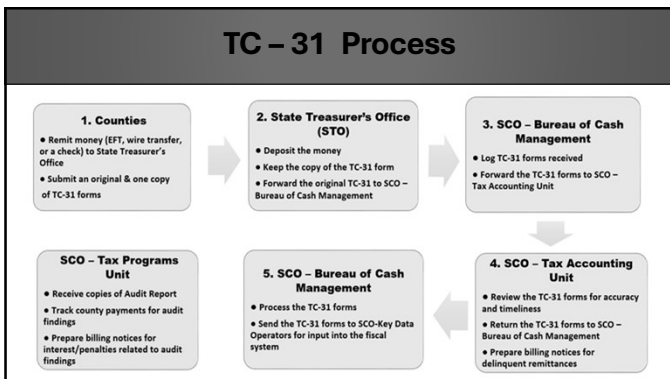 TC – 31 Process
1. Counties
● Remit money (EFT, wire transfer,
or a check) to State Treasurer's
Office
● Submit an original & one copy
of TC-31 forms
2. State Treasurer's Office
(STO)
● Deposit the money
● Keep the copy of the TC-31 form
● Forward the original TC-31 to SCO –
Bureau of Cash Management
3. SCO – Bureau of Cash
Management
● Log TC-31 forms received
● Forward the TC-31 forms to SCO –
Tax Accounting Unit
4. SCO – Tax Accounting
Unit
● Review the TC-31 forms for accuracy
and timeliness
● Return the TC-31 forms to SCO –
Bureau of Cash Management
● Prepare billing notices for
delinquent remittances
5. SCO – Bureau of Cash
Management
● Process the TC-31 forms
● Send the TC-31 forms to SCO-Key Data
Operators for input into the fiscal
system
SCO – Tax Programs
Unit
● Receive copies of Audit Report
● Track county payments for audit
findings
● Prepare billing notices for
interest/penalties related to audit
findings